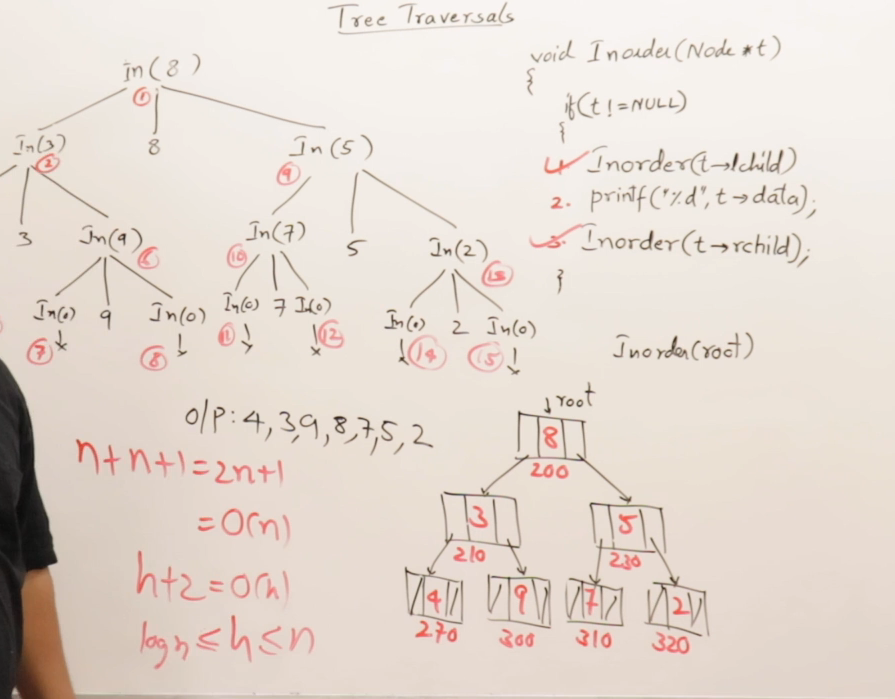 Tree Traversals
In(8)
1
In(3)
2
8
In(5)
9
3
In(9)
6
In(7)
10
5
In(2)
13
In(0)
7
9
In(0)
8
In(0)
11
7
In(0)
12
In(0)
14
2
In(0)
15
void Inorder(Node *t)
{
if(t!=NULL)
{
1. Inorder(t→lchild)
2. printf("%d", t→data);
3. Inorder(t→rchild);
}
Inorder(root)
O/P: 4, 3, 9, 8, 7, 5, 2
n+n+1=2n+1
=O(n)
h+2=O(h)
log n ≤ h ≤ n
root
8
200
3
210
5
230
4
270
9
300
7
310
2
320